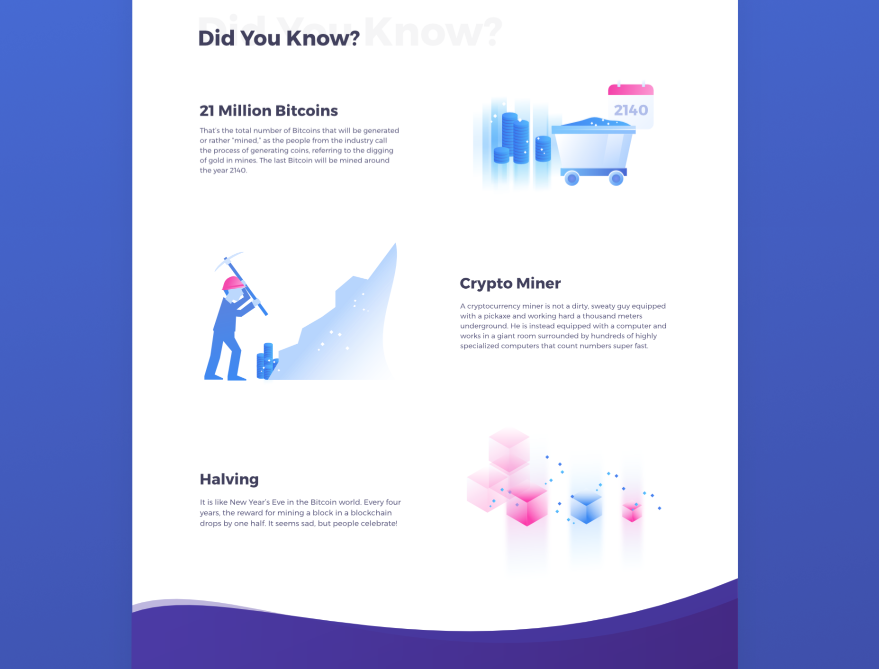 Did You Know?
Know?
21 Million Bitcoins
2140
That's the total number of Bitcoins that will be generated
or rather "mined," as the people from the industry call
the process of generating coins, referring to the digging
of gold in mines. The last Bitcoin will be mined around
the year 2140.
Crypto Miner
A cryptocurrency miner is not a dirty, sweaty guy equipped
with a pickaxe and working hard a thousand meters
underground. He is instead equipped with a computer and
works in a giant room surrounded by hundreds of highly
specialized computers that count numbers super fast.
Halving
It is like New Year's Eve in the Bitcoin world. Every four
years, the reward for mining a block in a blockchain
drops by one half. It seems sad, but people celebrate!